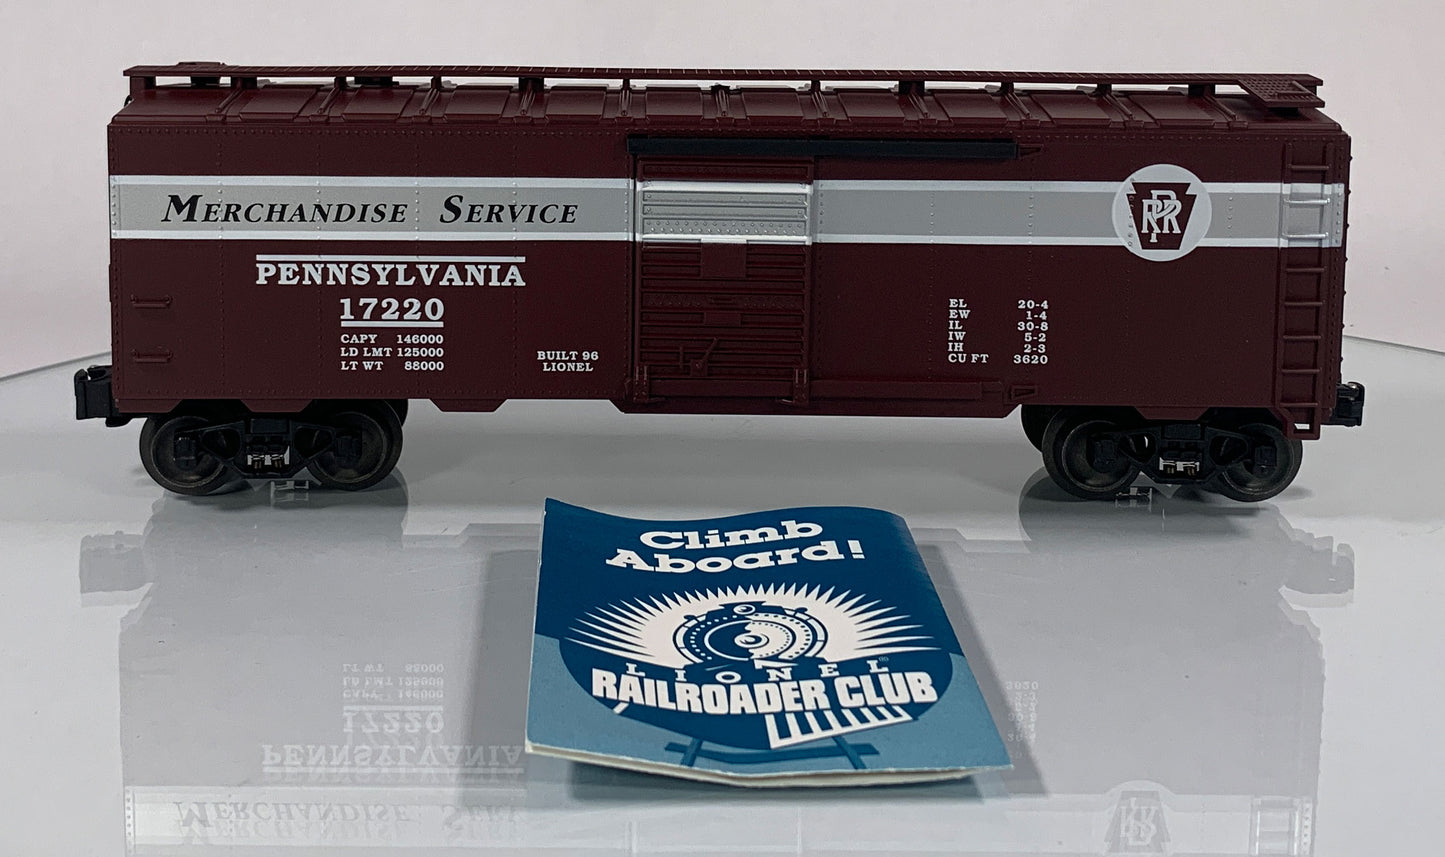 MERCHANDISE SERVICE
PRR
PENNSYLVANIA
17220
CAPY 146000
LD LMT 125000
LT WT 88000
BUILT 96
LIONEL
EL 20-4
EW 1-4
IL 30-8
IW 5-2
IH 2-3
CU FT 3620
Climb
Aboard!
LIONEL®
RAILROADER CLUB